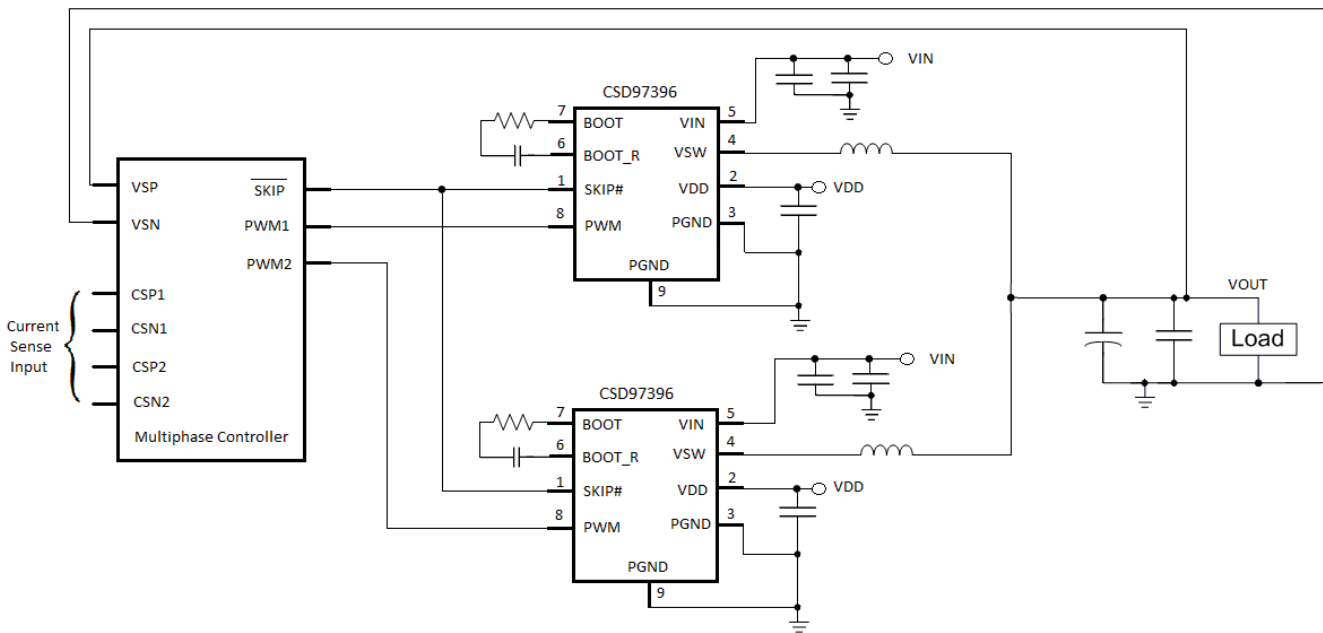 VSP
VSN
SKIP
PWM1
PWM2
CSP1
CSN1
CSP2
CSN2
Current
Sense
Input
Multiphase Controller
CSD97396
7
BOOT
6
BOOT_R
1
SKIP#
8
PWM
VIN
5
VSW
4
VDD
2
PGND
3
PGND
9
VIN
VDD
CSD97396
7
BOOT
6
BOOT_R
1
SKIP#
8
PWM
VIN
5
VSW
4
VDD
2
PGND
3
PGND
9
VIN
VDD
VOUT
Load